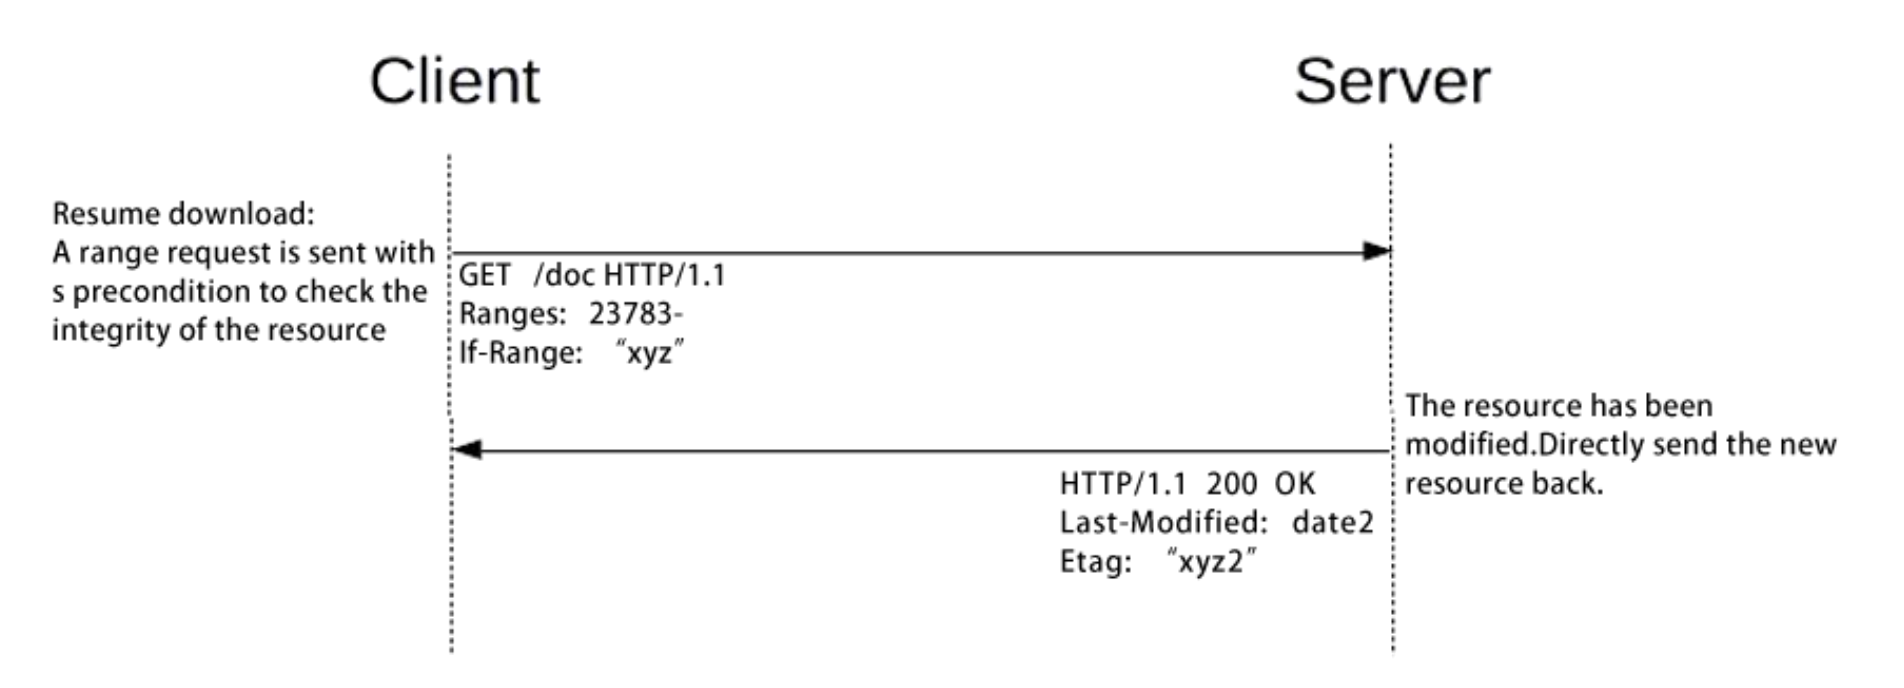 Client
Server
Resume download:
A range request is sent with
s precondition to check the
integrity of the resource
GET /doc HTTP/1.1
Ranges: 23783-
If-Range: “xyz”
The resource has been
modified.Directly send the new
resource back.
HTTP/1.1 200 OK
Last-Modified: date2
Etag: “xyz2”